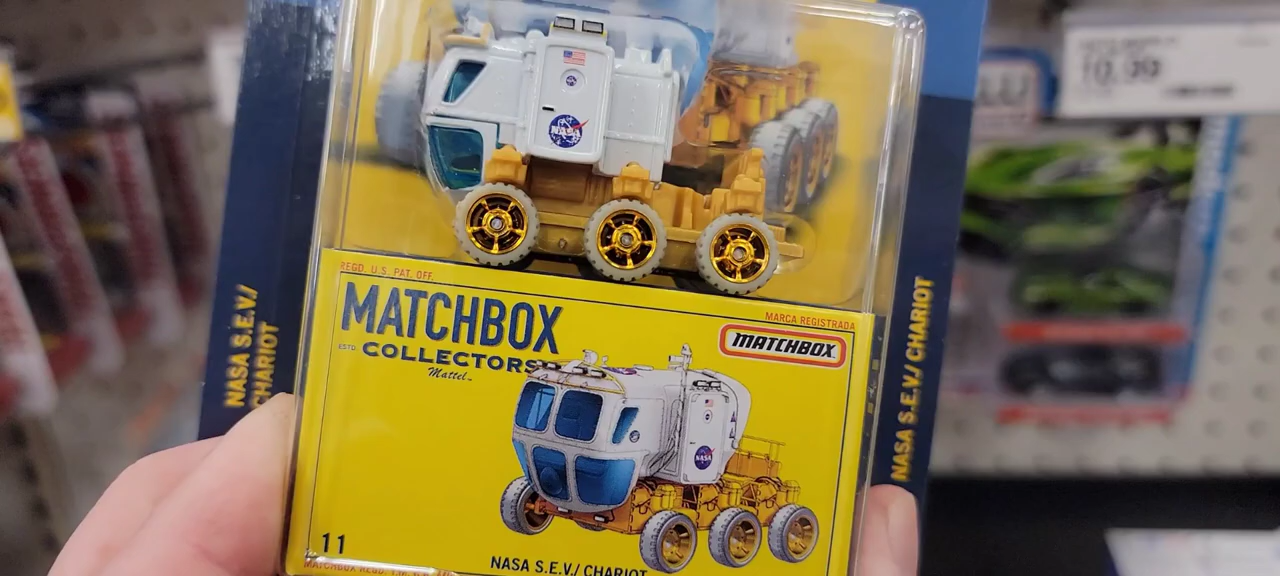 NASA
NASA S.E.V./
CHARIOT
NASA S.E.V./ CHARIOT
REGD. U.S. PAT. OFF.
MARCA REGISTRADA
MATCHBOX
ESTD
COLLECTORS
Mattel
MATCHBOX
NASA
11
NASA S.E.V./ CHARIOT
10.99